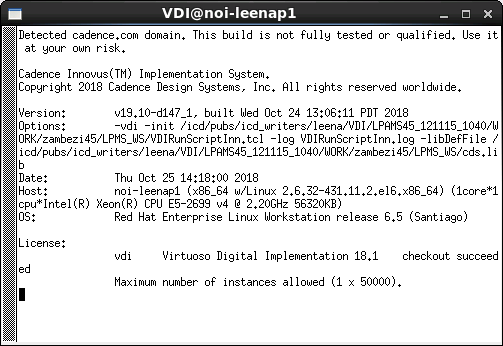 VDI@noi-leenap1
Detected cadence.com domain. This build is not fully tested or qualified. Use it
 at your own risk.
Cadence Innovus(TM) Implementation System.
Copyright 2018 Cadence Design Systems, Inc. All rights reserved worldwide.
Version:        v19.10-d147_1, built Wed Oct 24 13:06:11 PDT 2018
Options:        -vdi -init /icd/pubs/icd_writers/leena/VDI/LPAMS45_121115_1040/W
ORK/zambezi45/LPMS_WS/VDIRunScriptInn.tcl -log VDIRunScriptInn.log -libDefFile /
icd/pubs/icd_writers/leena/VDI/LPAMS45_121115_1040/WORK/zambezi45/LPMS_WS/cds.li
b
Date:           Thu Oct 25 14:18:00 2018
Host:           noi-leenap1 (x86_64 w/Linux 2.6.32-431.11.2.el6.x86_64) (1core*1
cpu*Intel(R) Xeon(R) CPU E5-2699 v4 @ 2.20GHz 56320KB)
OS:             Red Hat Enterprise Linux Workstation release 6.5 (Santiago)
License:
                vdi     Virtuoso Digital Implementation 18.1    checkout succeed
ed
                Maximum number of instances allowed (1 x 50000).